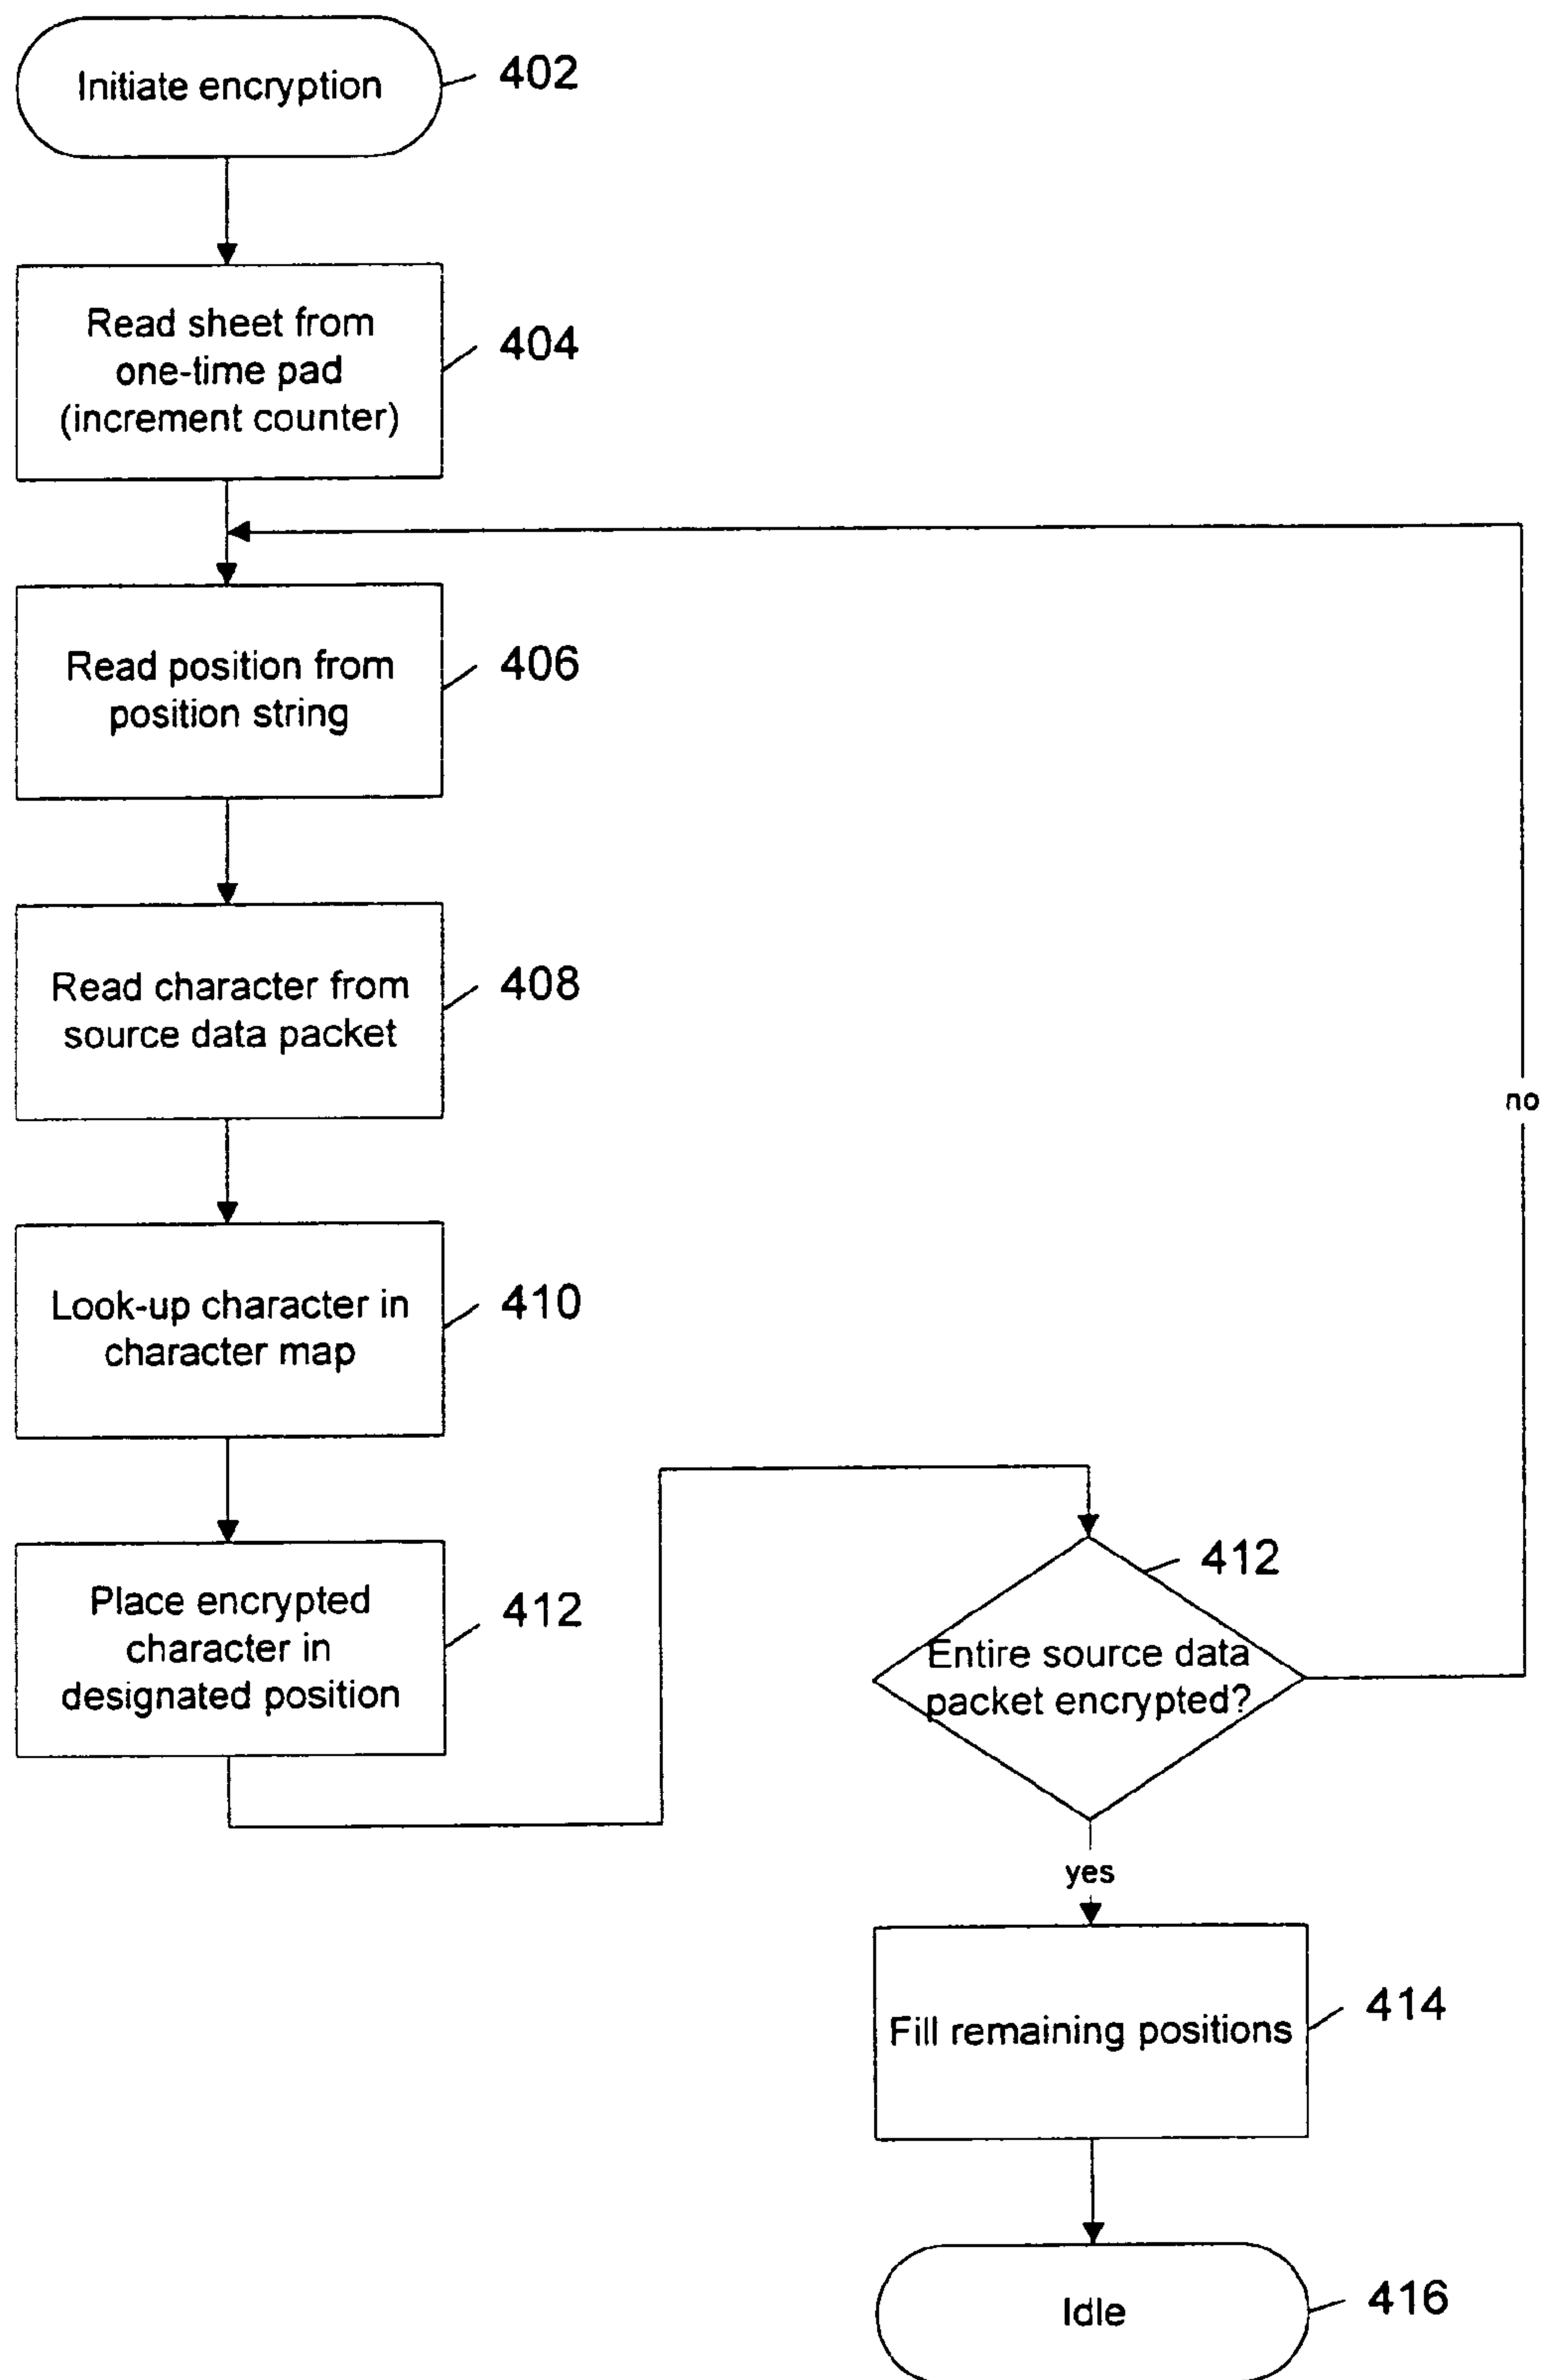 Initiate encryption
402
Read sheet from
one-time pad
(increment counter)
404
Read position from
position string
406
Read character from
source data packet
408
no
Look-up character in
character map
410
Place encrypted
character in
designated position
412
412
Entire source data
packet encrypted?
yes
Fill remaining positions
414
Idle
416